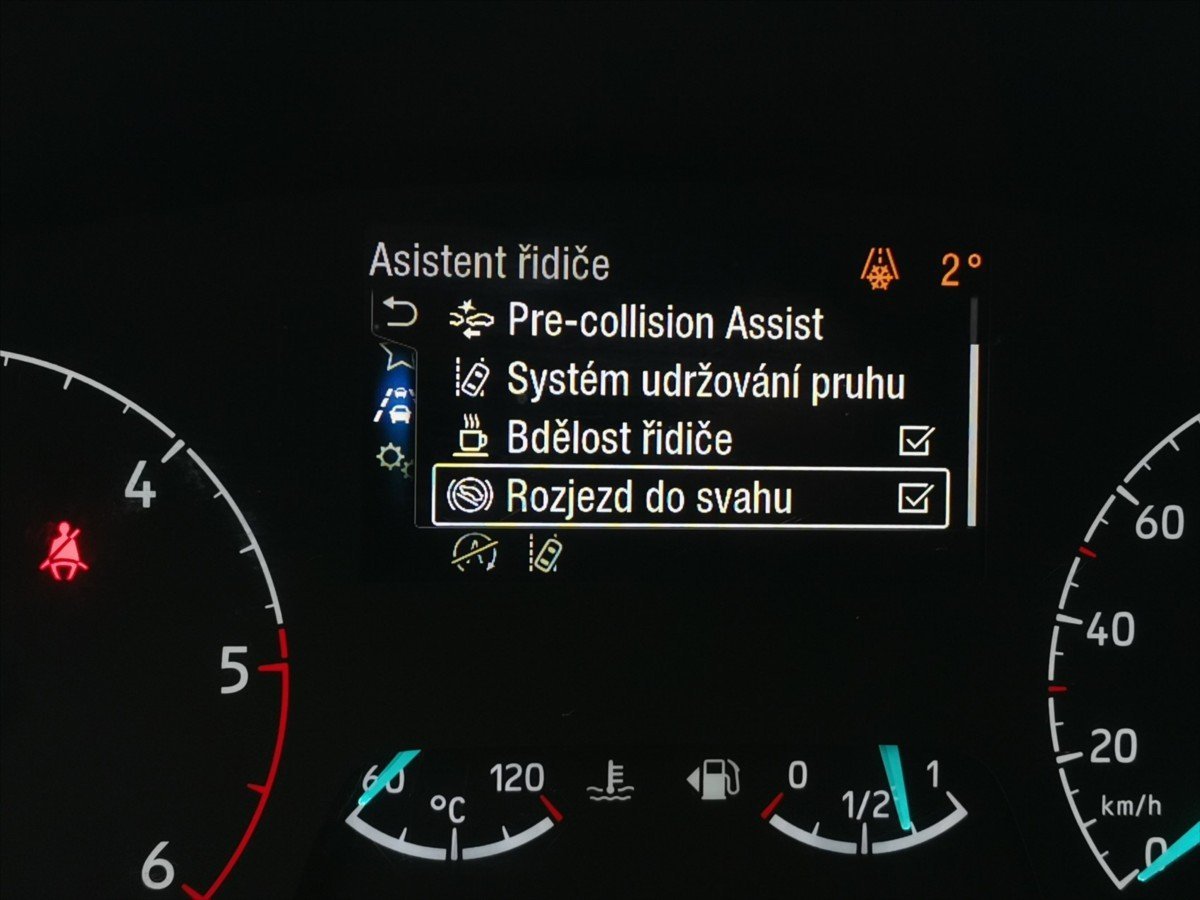 Asistent řidiče 2°
Pre-collision Assist
Systém udržování pruhu
Bdělost řidiče
Rozjezd do svahu
4
5
6
60
40
20
km/h
0
60 °C 120
0 1/2 1